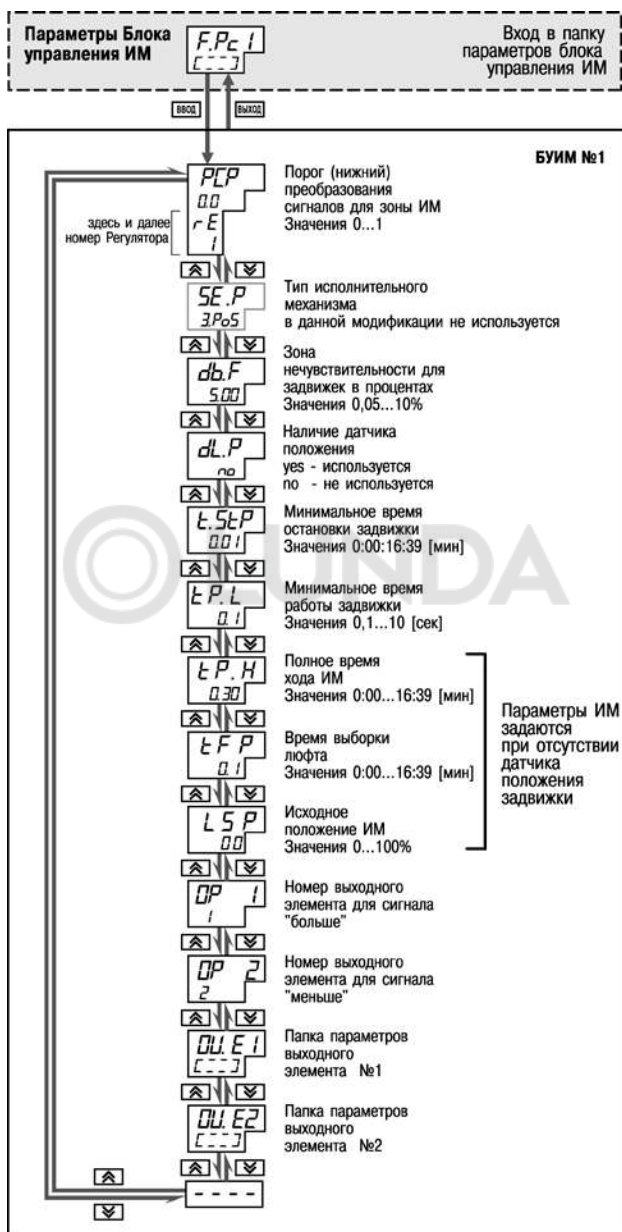 Параметры Блока
управления ИМ
F.Pc 1
[---]
Вход в папку
параметров блока
управления ИМ
ВВОД
ВЫХОД
БУИМ №1
PCP
0.0
rE
1
здесь и далее
номер Регулятора
Порог (нижний)
преобразования
сигналов для зоны ИМ
Значения 0...1
SE.P
3.PoS
Тип исполнительного
механизма
в данной модификации не используется
db.F
5.00
Зона
нечувствительности для
задвижек в процентах
Значения 0,05...10%
dL.P
no
Наличие датчика
положения
yes - используется
no - не используется
t.StP
0.01
Минимальное время
остановки задвижки
Значения 0:00:16:39 [мин]
LUNDA
tP.L
0.1
Минимальное время
работы задвижки
Значения 0,1...10 [сек]
tP.H
0.30
Полное время
хода ИМ
Значения 0:00...16:39 [мин]
tFP
0.1
Время выборки
люфта
Значения 0:00...16:39 [мин]
LSP
00
Исходное
положение ИМ
Значения 0...100%
Параметры ИМ
задаются
при отсутствии
датчика
положения
задвижки
OP 1
1
Номер выходного
элемента для сигнала
"больше"
OP 2
2
Номер выходного
элемента для сигнала
"меньше"
OU.E1
[---]
Папка параметров
выходного
элемента №1
OU.E2
[---]
Папка параметров
выходного
элемента №2
----